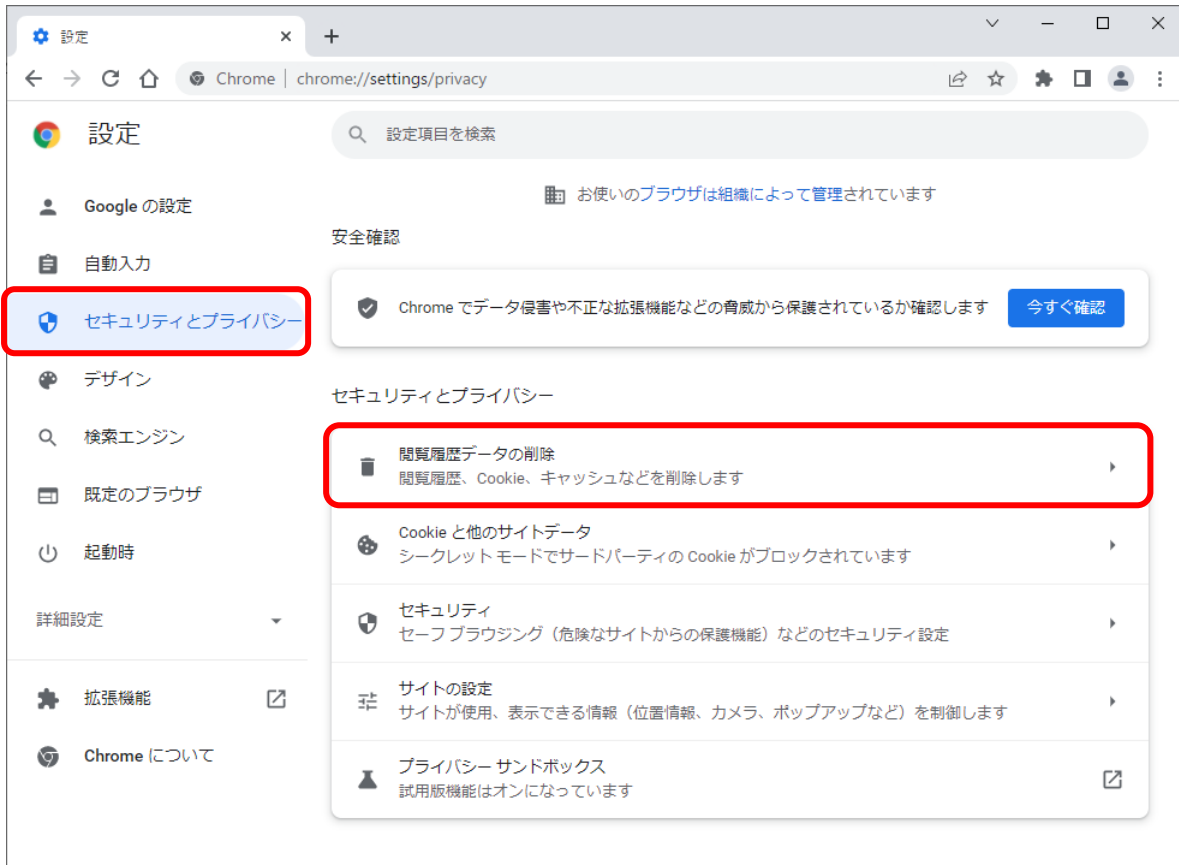 設定
Chrome | chrome://settings/privacy
設定
設定項目を検索
お使いのブラウザは組織によって管理されています
Google の設定
自動入力
セキュリティとプライバシー
デザイン
検索エンジン
既定のブラウザ
起動時
詳細設定
拡張機能
Chrome について
安全確認
Chrome でデータ侵害や不正な拡張機能などの脅威から保護されているか確認します
今すぐ確認
セキュリティとプライバシー
閲覧履歴データの削除
閲覧履歴、Cookie、キャッシュなどを削除します
Cookie と他のサイトデータ
シークレット モードでサードパーティの Cookie がブロックされています
セキュリティ
セーフ ブラウジング（危険なサイトからの保護機能）などのセキュリティ設定
サイトの設定
サイトが使用、表示できる情報（位置情報、カメラ、ポップアップなど）を制御します
プライバシー サンドボックス
試用版機能はオンになっています